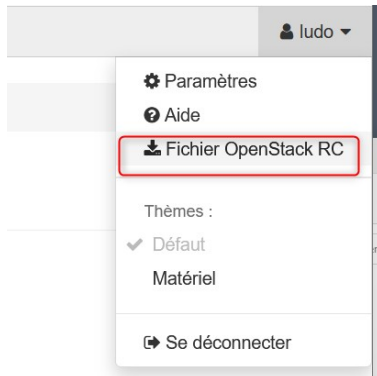 ludo
Paramètres
Aide
Fichier OpenStack RC
Thèmes :
Défaut
Matériel
Se déconnecter